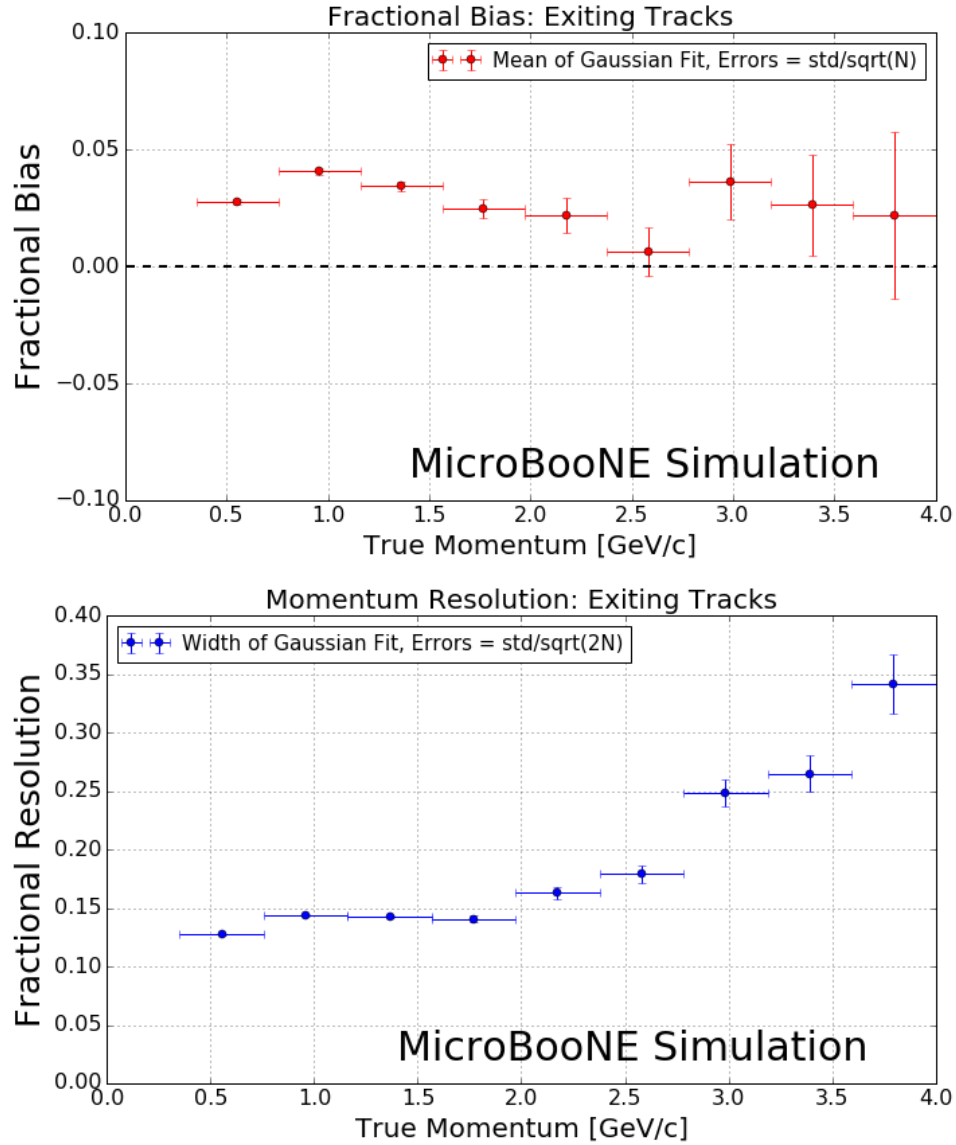 Fractional Bias: Exiting Tracks
Mean of Gaussian Fit, Errors = std/sqrt(N)
Fractional Bias
0.10
0.05
0.00
−0.05
−0.10
MicroBooNE Simulation
0.0 0.5 1.0 1.5 2.0 2.5 3.0 3.5 4.0
True Momentum [GeV/c]
Momentum Resolution: Exiting Tracks
Width of Gaussian Fit, Errors = std/sqrt(2N)
Fractional Resolution
0.40
0.35
0.30
0.25
0.20
0.15
0.10
0.05
0.00
MicroBooNE Simulation
0.0 0.5 1.0 1.5 2.0 2.5 3.0 3.5 4.0
True Momentum [GeV/c]